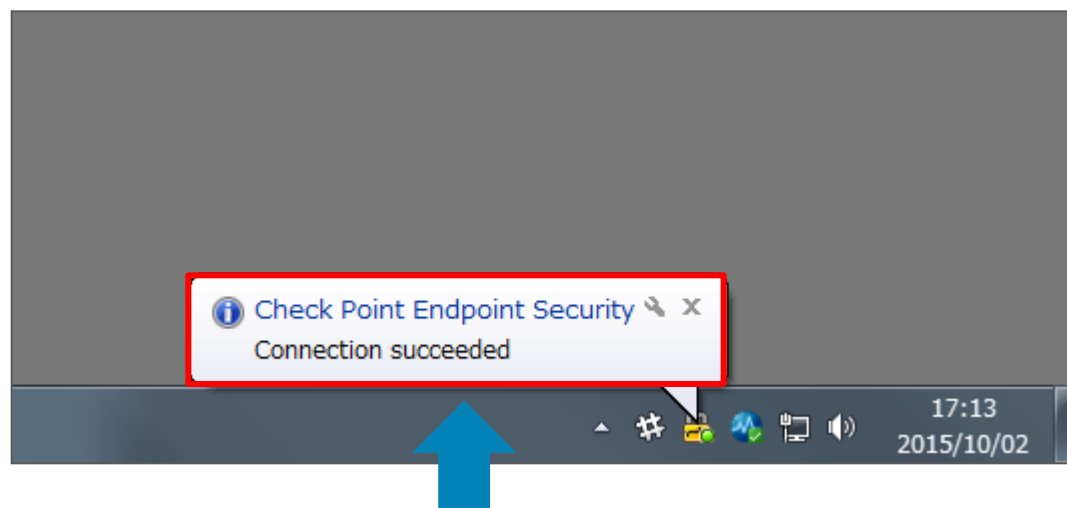 Check Point Endpoint Security
Connection succeeded
17:13
2015/10/02